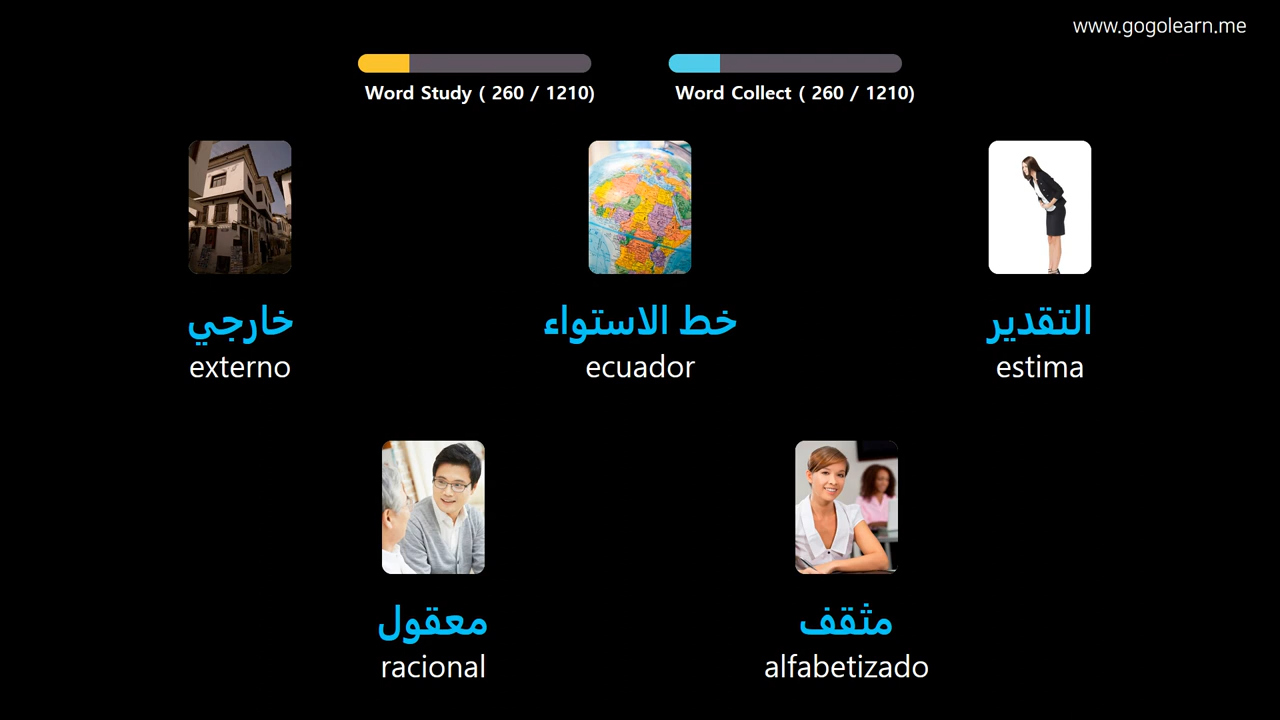 www.gogolearn.me
Word Study ( 260 / 1210)
Word Collect ( 260 / 1210)
خارجي
externo
خط الاستواء
ecuador
التقدير
estima
معقول
racional
مثقف
alfabetizado